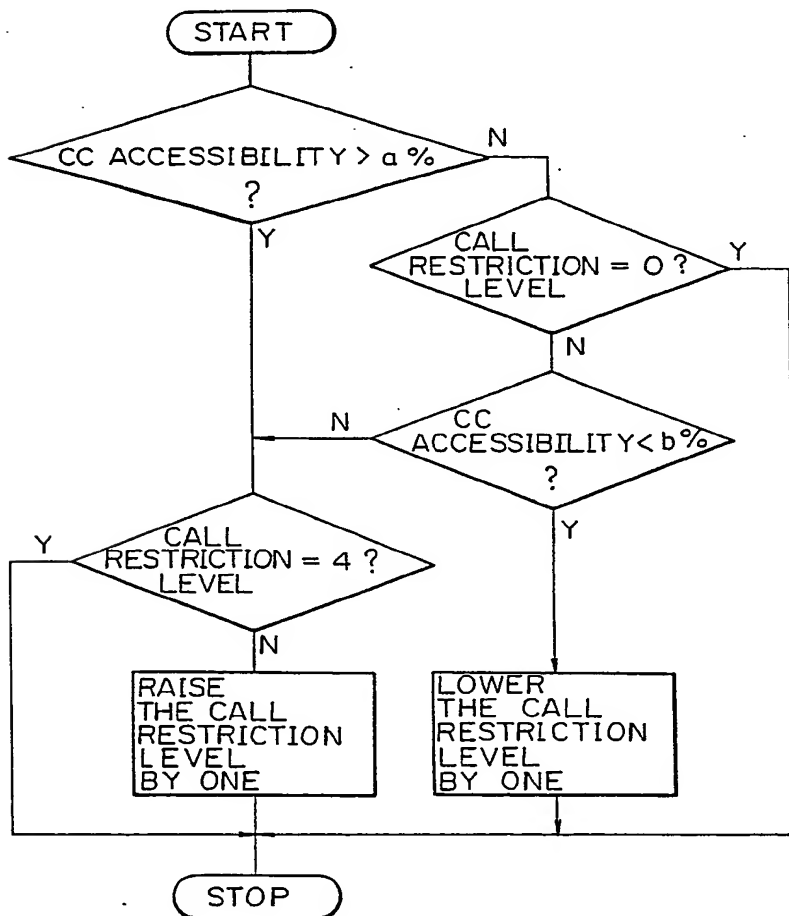 START
CC ACCESSIBILITY > a %
?
N
Y
CALL
RESTRICTION = 0 ?
LEVEL
Y
N
CC
ACCESSIBILITY < b %
?
N
Y
CALL
RESTRICTION = 4 ?
LEVEL
Y
N
RAISE
THE CALL
RESTRICTION
LEVEL
BY ONE
LOWER
THE CALL
RESTRICTION
LEVEL
BY ONE
STOP